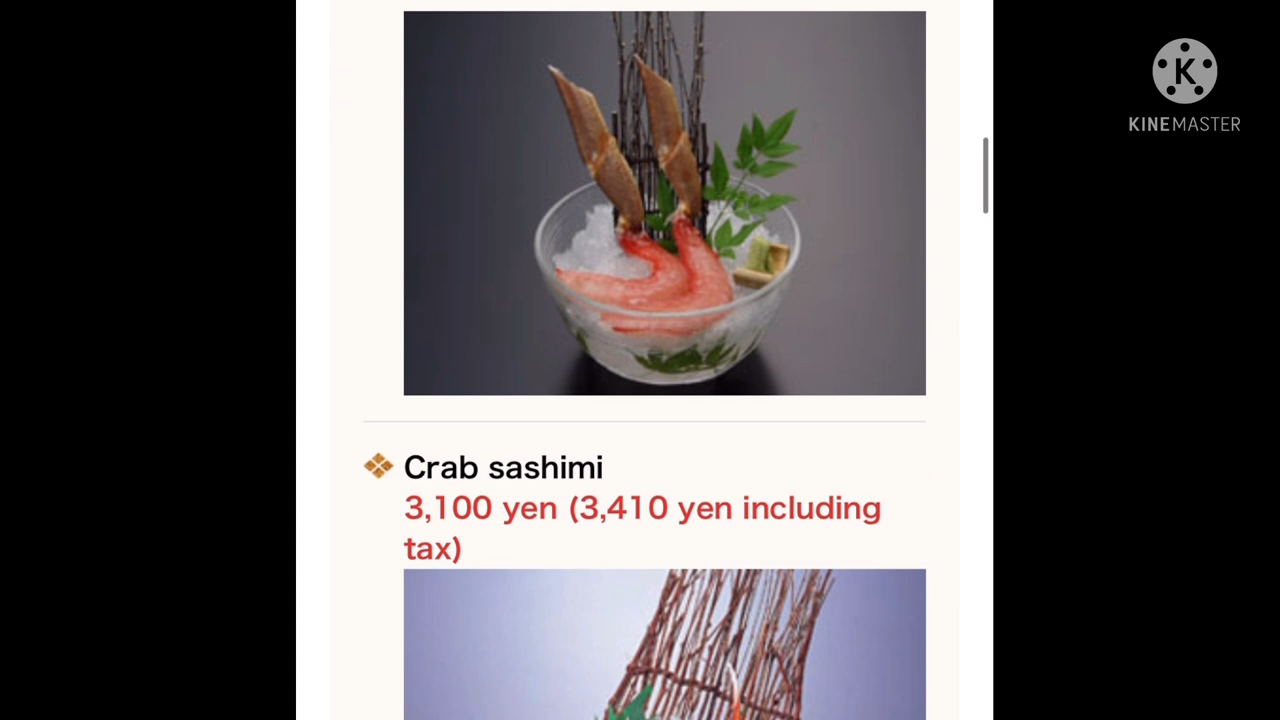 K
KINEMASTER
Crab sashimi
3,100 yen (3,410 yen including
tax)